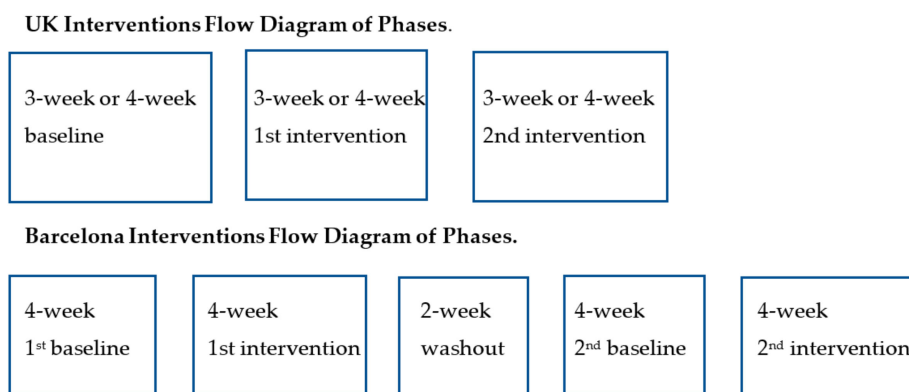 UK Interventions Flow Diagram of Phases.
3-week or 4-week
baseline
3-week or 4-week
1st intervention
3-week or 4-week
2nd intervention
Barcelona Interventions Flow Diagram of Phases.
4-week
1st baseline
4-week
1st intervention
2-week
washout
4-week
2nd baseline
4-week
2nd intervention